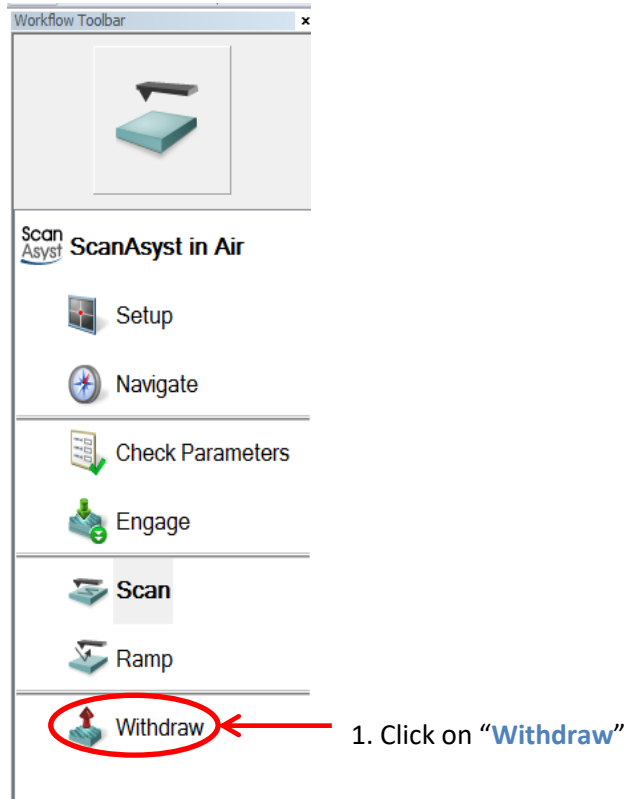 Workflow Toolbar x
Scan
Asyst ScanAsyst in Air
Setup
Navigate
Check Parameters
Engage
Scan
Ramp
Withdraw
1. Click on “Withdraw”